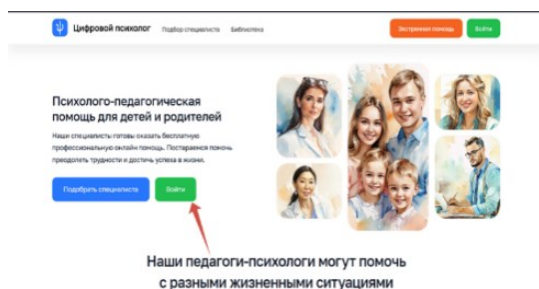 Цифровой психолог
Подбор специалиста
Библиотека
Экстренная помощь
Войти
Психолого-педагогическая
помощь для детей и родителей
Наши специалисты готовы оказать бесплатную
профессиональную онлайн помощь. Постараемся помочь
преодолеть трудности и достичь успеха в жизни.
Подобрать специалиста
Войти
Наши педагоги-психологи могут помочь
с разными жизненными ситуациями